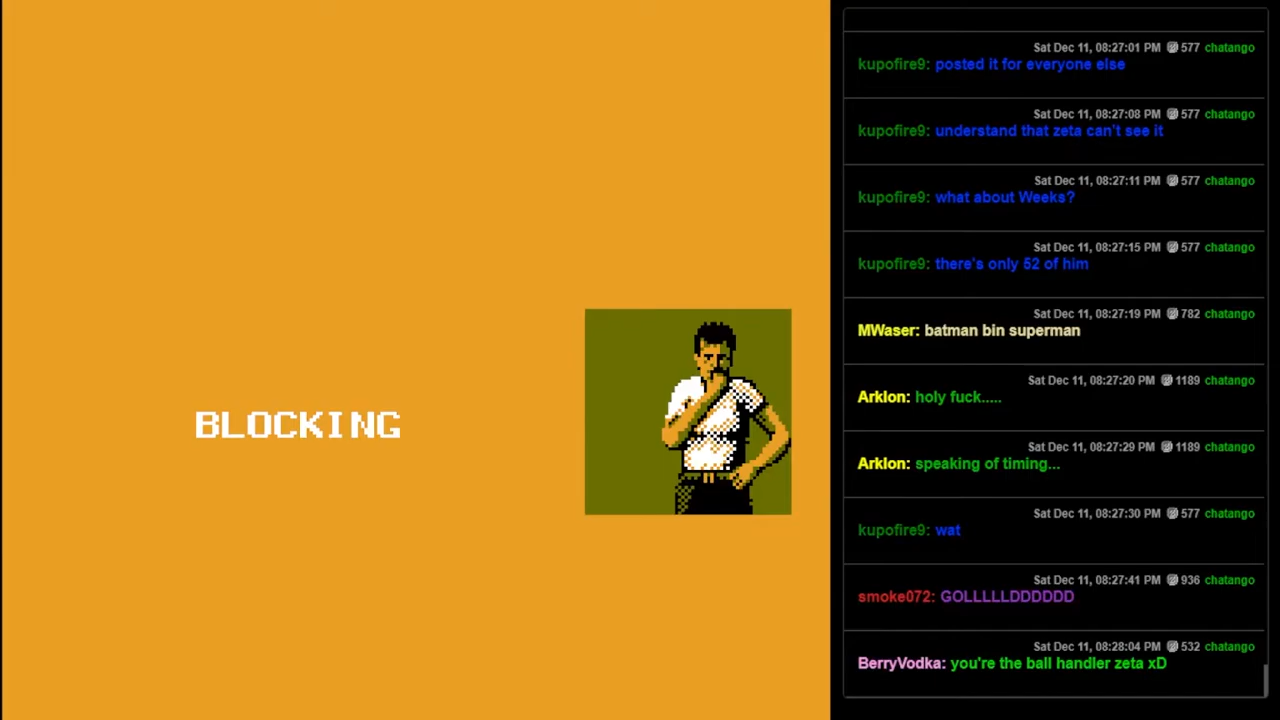 BLOCKING
Sat Dec 11, 08:27:01 PM 577 chatango
kupofire9: posted it for everyone else
Sat Dec 11, 08:27:08 PM 577 chatango
kupofire9: understand that zeta can't see it
Sat Dec 11, 08:27:11 PM 577 chatango
kupofire9: what about Weeks?
Sat Dec 11, 08:27:15 PM 577 chatango
kupofire9: there's only 52 of him
Sat Dec 11, 08:27:19 PM 782 chatango
MWaser: batman bin superman
Sat Dec 11, 08:27:20 PM 1189 chatango
Arklon: holy fuck.....
Sat Dec 11, 08:27:29 PM 1189 chatango
Arklon: speaking of timing...
Sat Dec 11, 08:27:30 PM 577 chatango
kupofire9: wat
Sat Dec 11, 08:27:41 PM 936 chatango
smoke072: GOLLLLLDDDDDD
Sat Dec 11, 08:28:04 PM 532 chatango
BerryVodka: you're the ball handler zeta xD